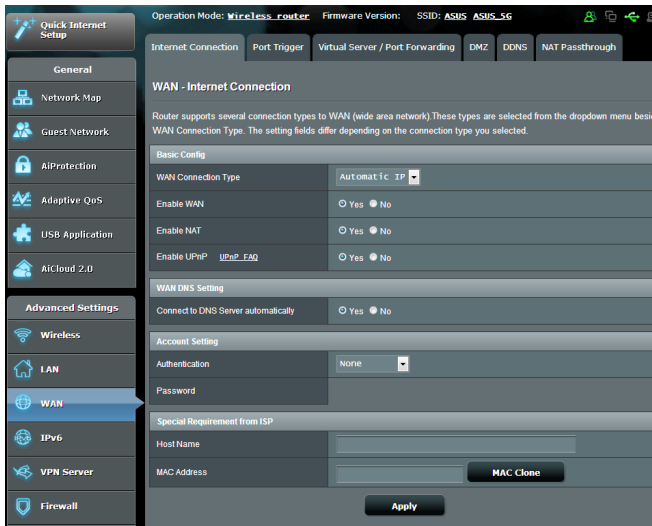 Quick Internet
Setup
Operation Mode: Wireless router Firmware Version: SSID: ASUS ASUS_5G
Internet Connection Port Trigger Virtual Server / Port Forwarding DMZ DDNS NAT Passthrough
General
Network Map
Guest Network
AiProtection
Adaptive QoS
USB Application
AiCloud 2.0
Advanced Settings
Wireless
LAN
WAN
IPv6
VPN Server
Firewall
WAN - Internet Connection
Router supports several connection types to WAN (wide area network).These types are selected from the dropdown menu besi
WAN Connection Type. The setting fields differ depending on the connection type you selected.
Basic Config
WAN Connection Type Automatic IP
Enable WAN Yes No
Enable NAT Yes No
Enable UPnP UPnP FAQ Yes No
WAN DNS Setting
Connect to DNS Server automatically Yes No
Account Setting
Authentication None
Password
Special Requirement from ISP
Host Name
MAC Address MAC Clone
Apply